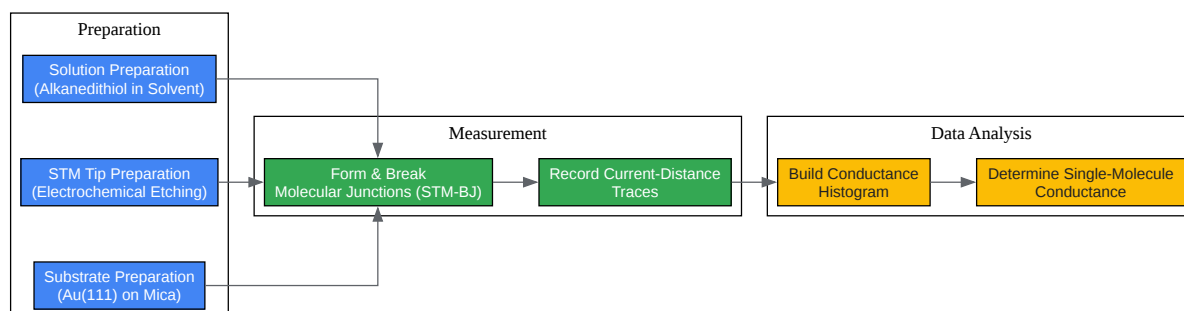 Preparation
Solution Preparation
(Alkanedithiol in Solvent)
STM Tip Preparation
(Electrochemical Etching)
Substrate Preparation
(Au(111) on Mica)
Measurement
Form & Break
Molecular Junctions (STM-BJ)
Record Current-Distance
Traces
Data Analysis
Build Conductance
Histogram
Determine Single-Molecule
Conductance